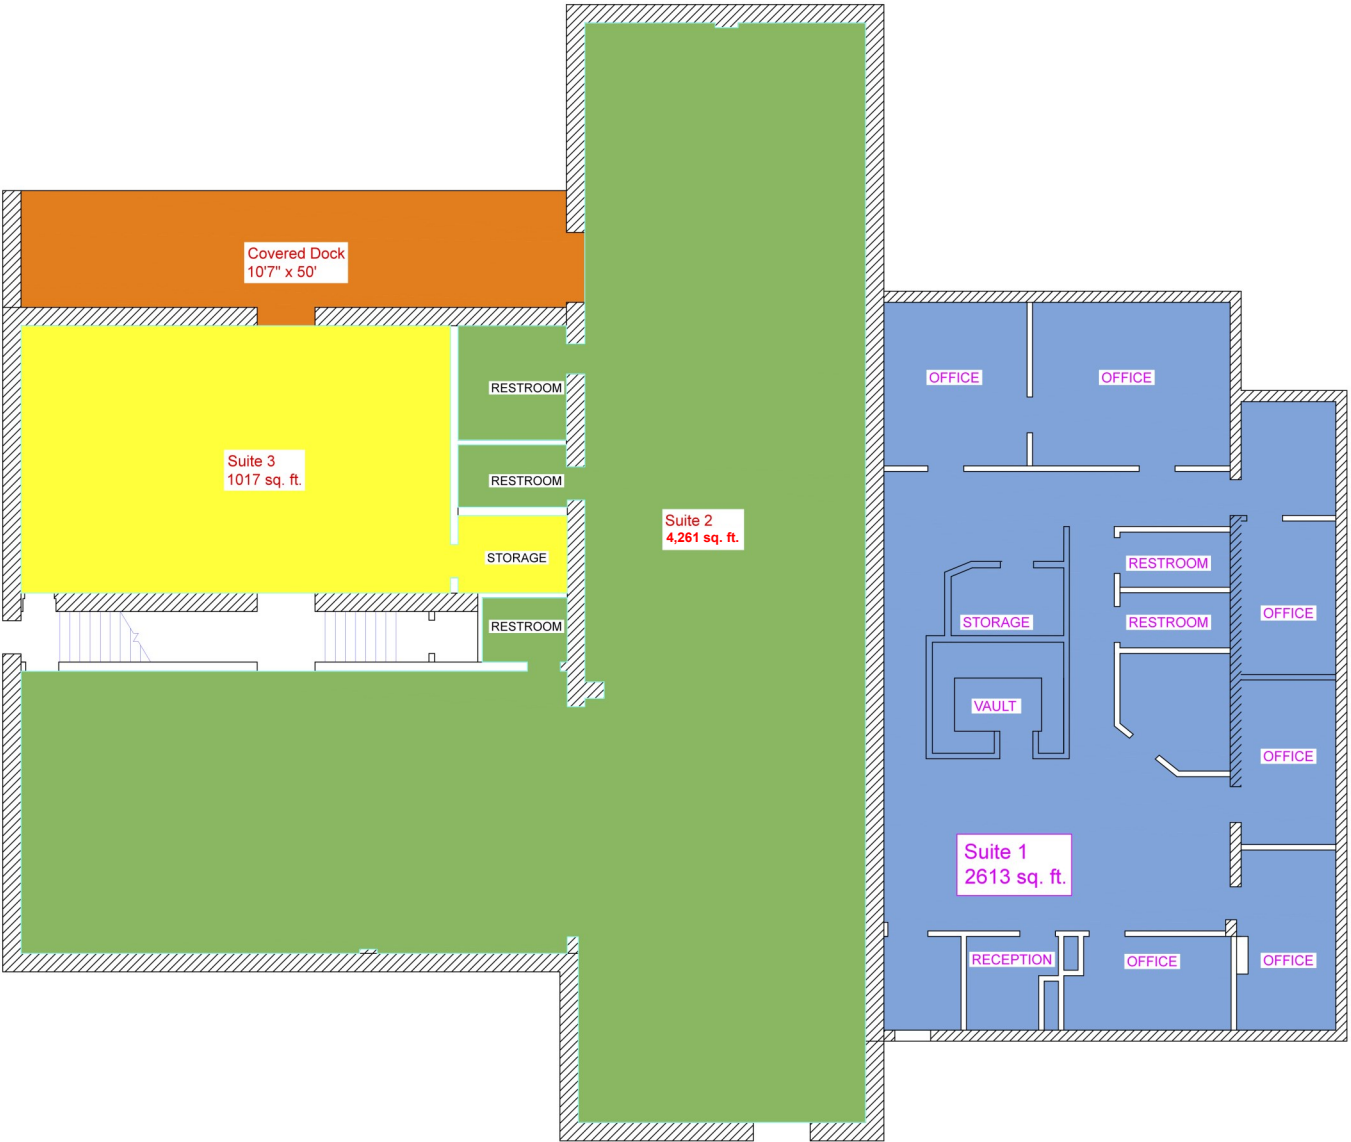 Covered Dock
10'7" x 50'
OFFICE
OFFICE
RESTROOM
Suite 3
1017 sq. ft.
RESTROOM
Suite 2
4,261 sq. ft.
STORAGE
RESTROOM
RESTROOM
OFFICE
STORAGE
RESTROOM
RESTROOM
VAULT
OFFICE
Suite 1
2613 sq. ft.
RECEPTION
OFFICE
OFFICE